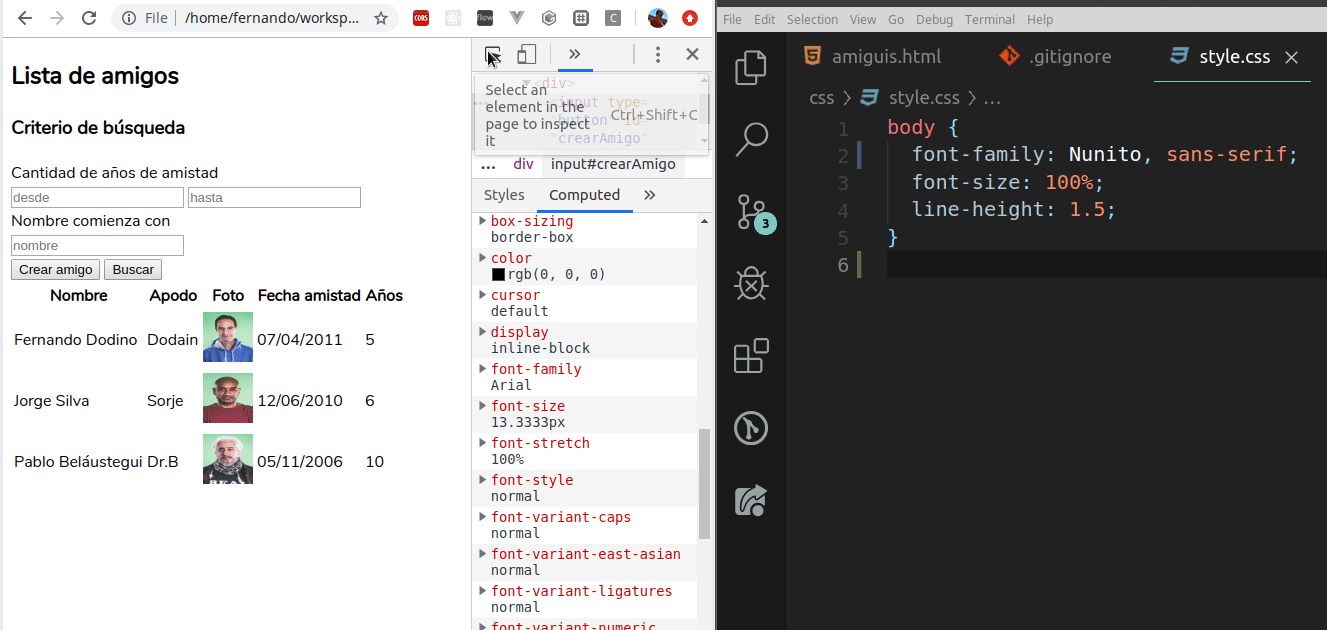 File /home/fernando/worksp...
CORS
flow
C
Lista de amigos
Criterio de búsqueda
Cantidad de años de amistad
desde hasta
Nombre comienza con
nombre
Crear amigo Buscar
Nombre Apodo Foto Fecha amistad Años
Fernando Dodino Dodain 07/04/2011 5
Jorge Silva Sorje 12/06/2010 6
Pablo Beláustegui Dr.B 05/11/2006 10
»
<div>
<input type=
"button" id=
"crearAmigo"
Select an
element in the
page to inspect
it
Ctrl+Shift+C
... div input#crearAmigo
Styles Computed »
box-sizing
border-box
color
rgb(0, 0, 0)
cursor
default
display
inline-block
font-family
Arial
font-size
13.3333px
font-stretch
100%
font-style
normal
font-variant-caps
normal
font-variant-east-asian
normal
font-variant-ligatures
normal
font-variant-numeric
File Edit Selection View Go Debug Terminal Help
amiguis.html .gitignore style.css
css > style.css > ...
3
1 body {
2 font-family: Nunito, sans-serif;
3 font-size: 100%;
4 line-height: 1.5;
5 }
6